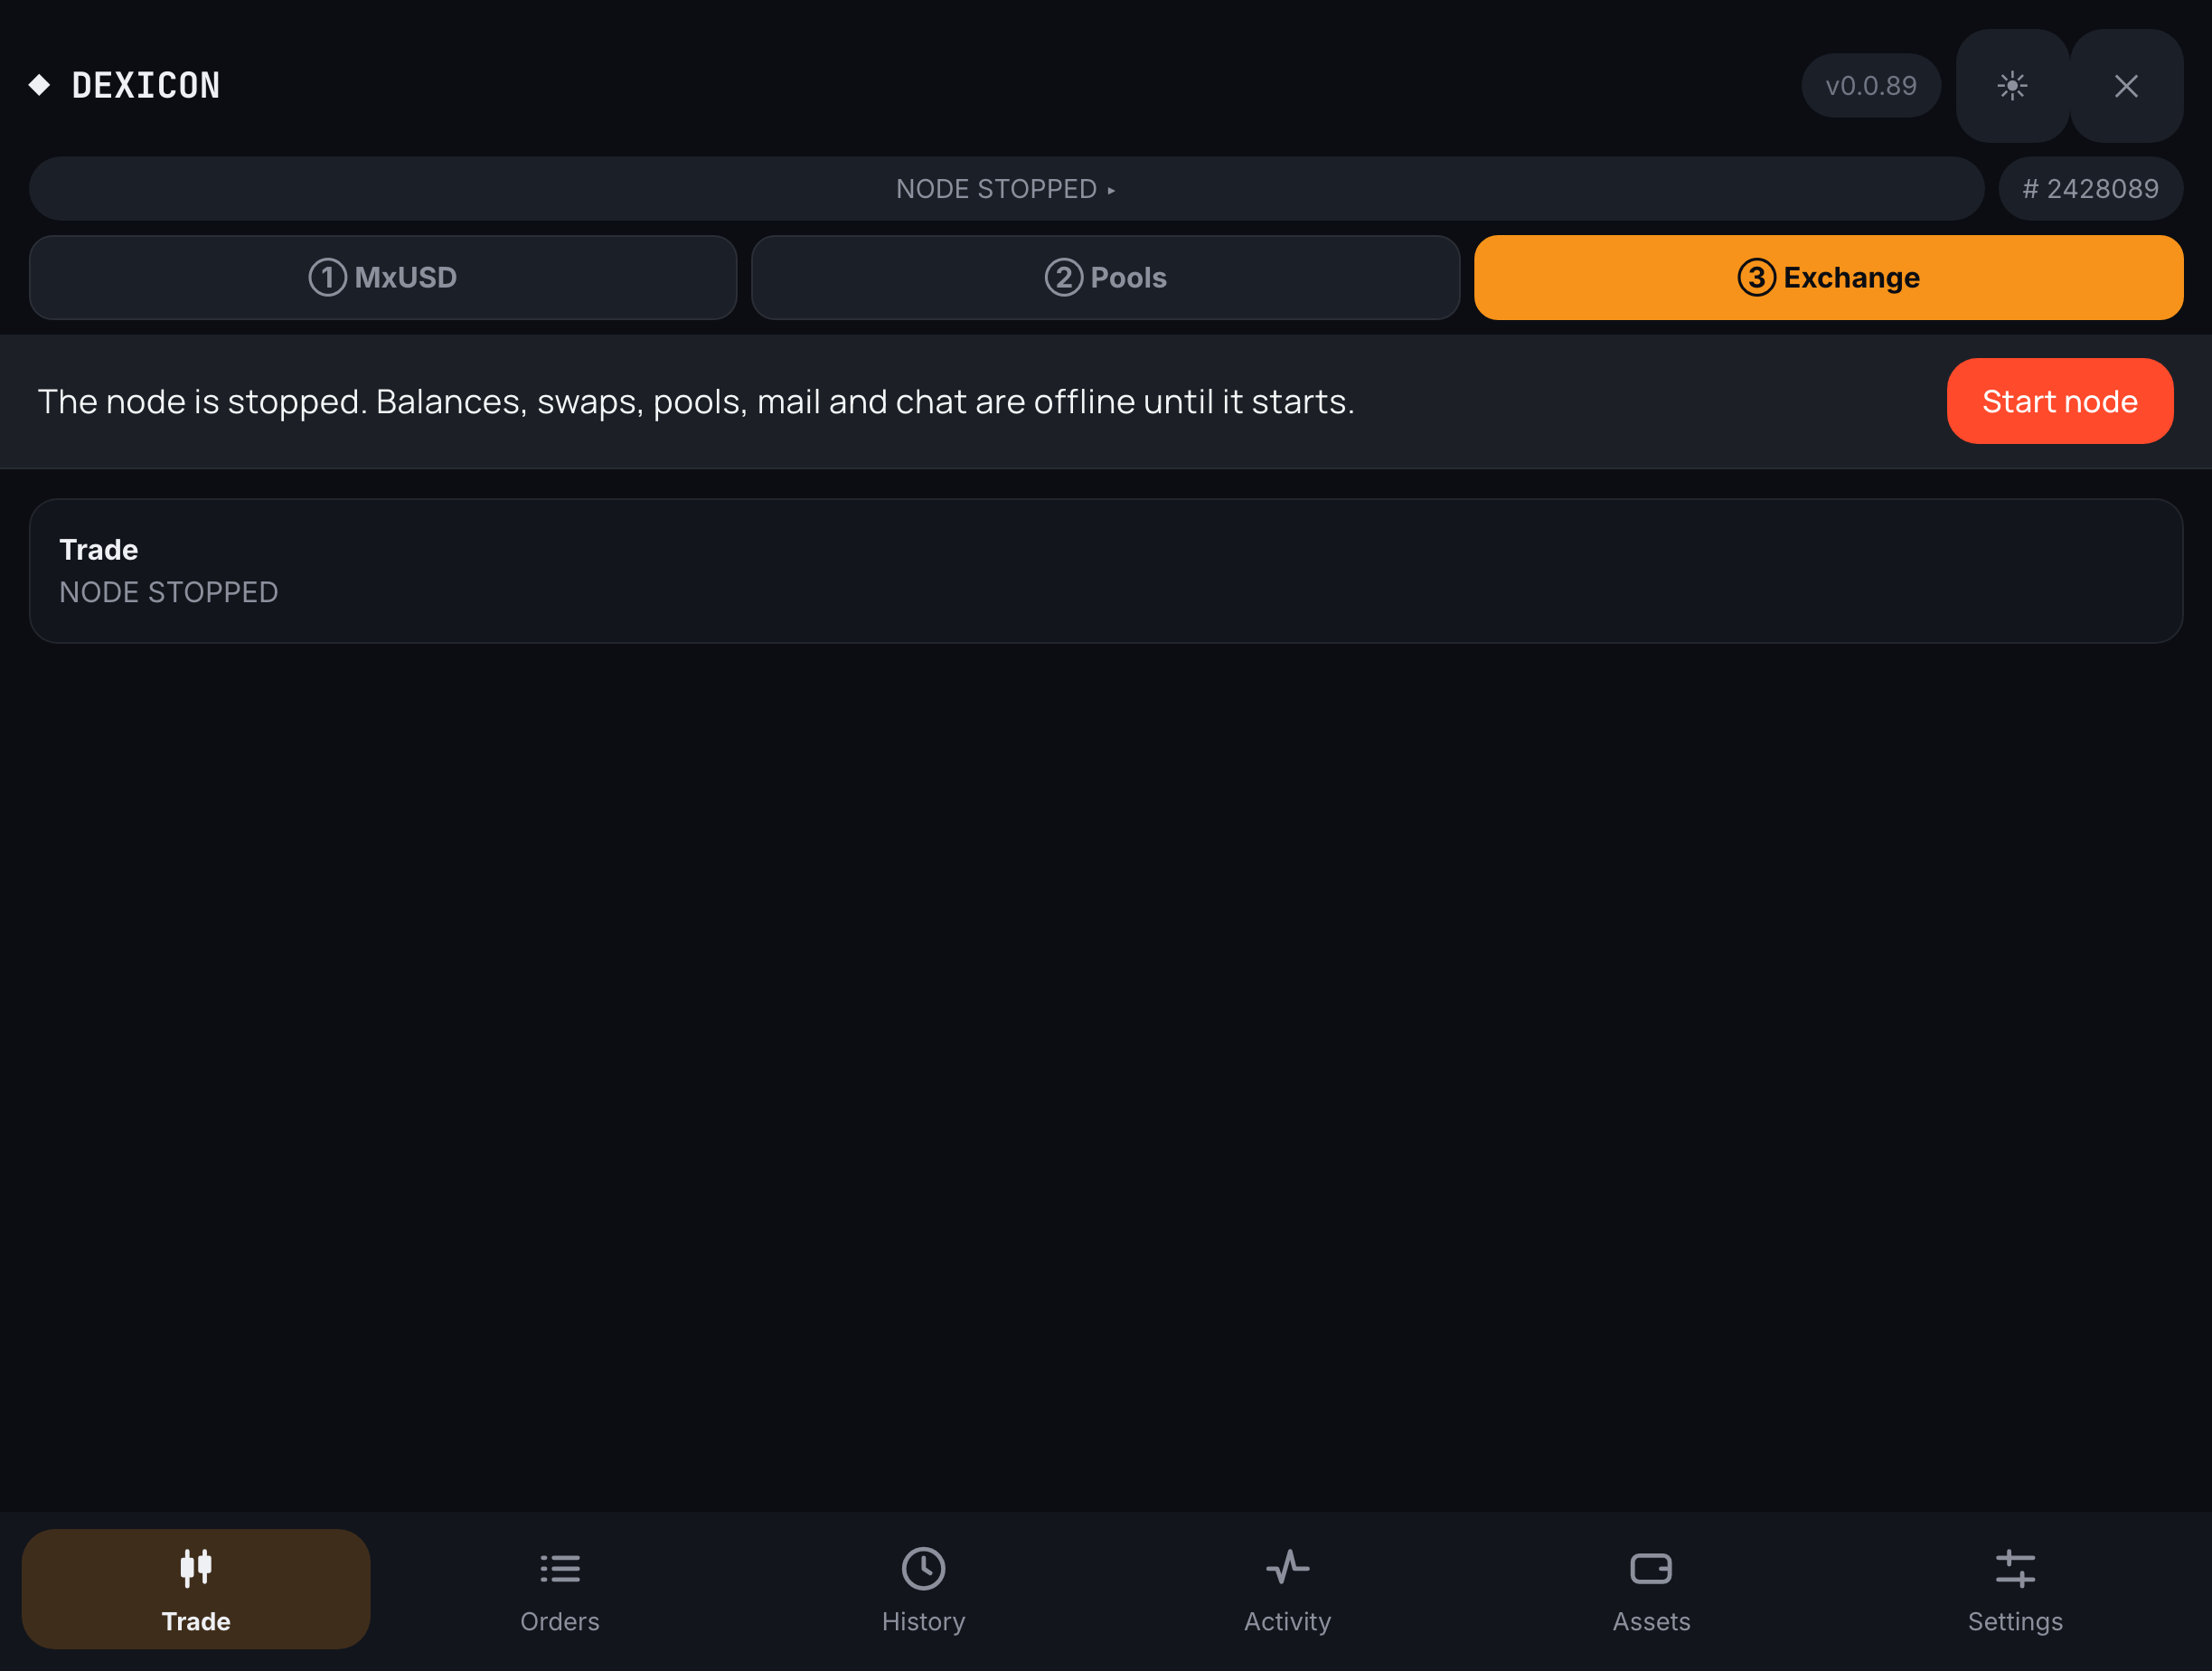 ◆ DEXICON
v0.0.89
NODE STOPPED ▸
# 2428089
① MxUSD
② Pools
③ Exchange
The node is stopped. Balances, swaps, pools, mail and chat are offline until it starts.
Start node
Trade
NODE STOPPED
Trade
Orders
History
Activity
Assets
Settings